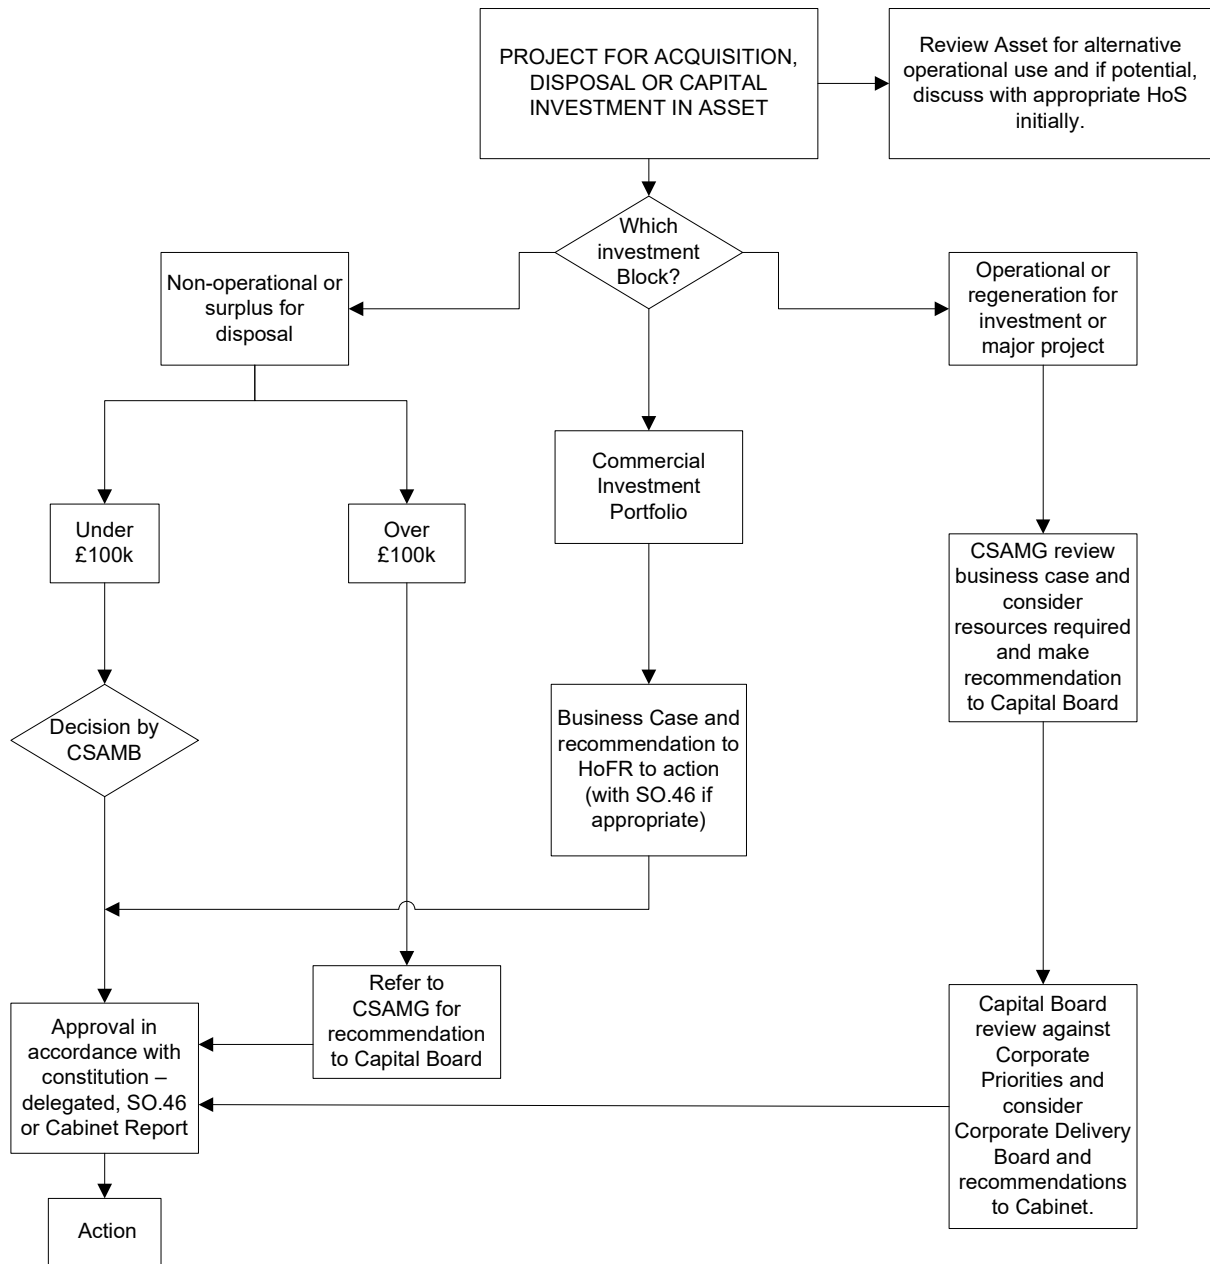 PROJECT FOR ACQUISITION,
DISPOSAL OR CAPITAL
INVESTMENT IN ASSET
Review Asset for alternative
operational use and if potential,
discuss with appropriate HoS
initially.
Which
investment
Block?
Non-operational or
surplus for
disposal
Operational or
regeneration for
investment or
major project
Commercial
Investment
Portfolio
Under
£100k
Over
£100k
CSAMG review
business case and
consider
resources required
and make
recommendation
to Capital Board
Decision by
CSAMB
Business Case and
recommendation to
HoFR to action
(with SO.46 if
appropriate)
Refer to
CSAMG for
recommendation
to Capital Board
Approval in
accordance with
constitution –
delegated, SO.46
or Cabinet Report
Capital Board
review against
Corporate
Priorities and
consider
Corporate Delivery
Board and
recommendations
to Cabinet.
Action